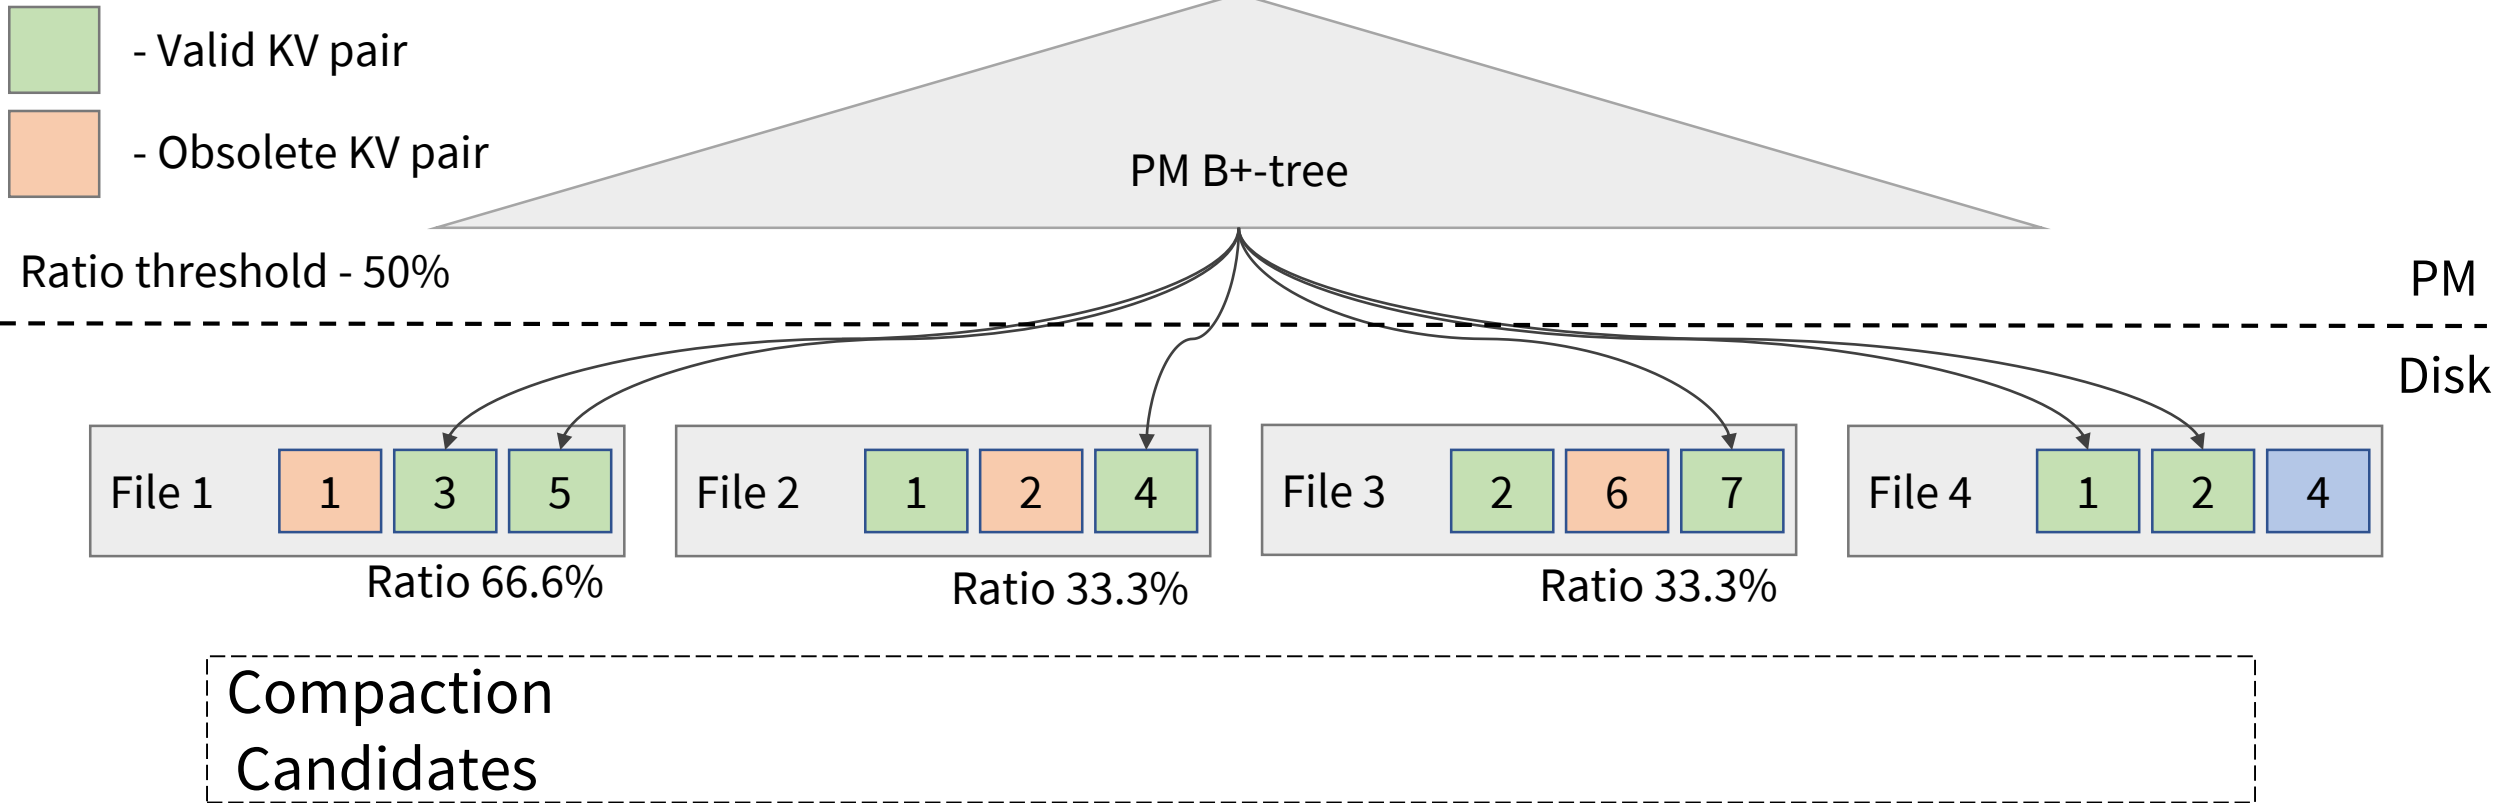 - Valid KV pair
- Obsolete KV pair
PM B+-tree
Ratio threshold - 50%
PM
Disk
File 1 1 3 5
File 2 1 2 4
File 3 2 6 7
File 4 1 2 4
Ratio 66.6%
Ratio 33.3%
Ratio 33.3%
Compaction
Candidates